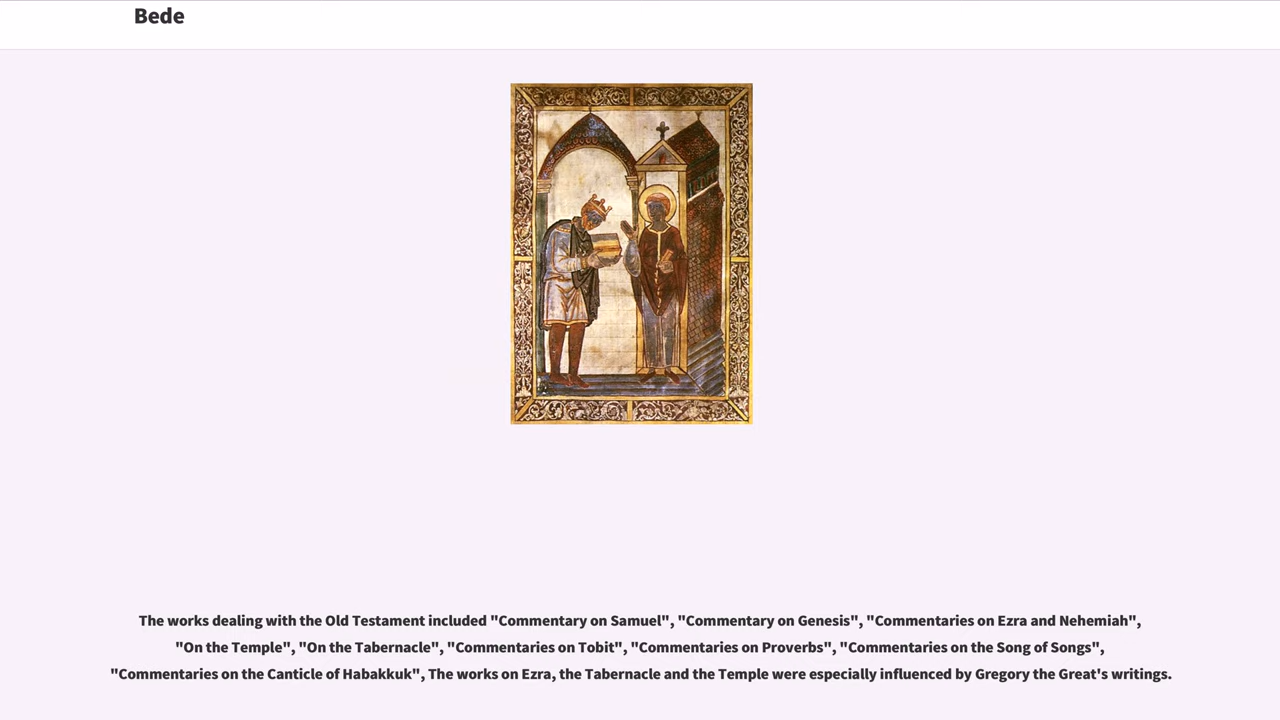 Bede
The works dealing with the Old Testament included "Commentary on Samuel", "Commentary on Genesis", "Commentaries on Ezra and Nehemiah",
"On the Temple", "On the Tabernacle", "Commentaries on Tobit", "Commentaries on Proverbs", "Commentaries on the Song of Songs",
"Commentaries on the Canticle of Habakkuk", The works on Ezra, the Tabernacle and the Temple were especially influenced by Gregory the Great's writings.